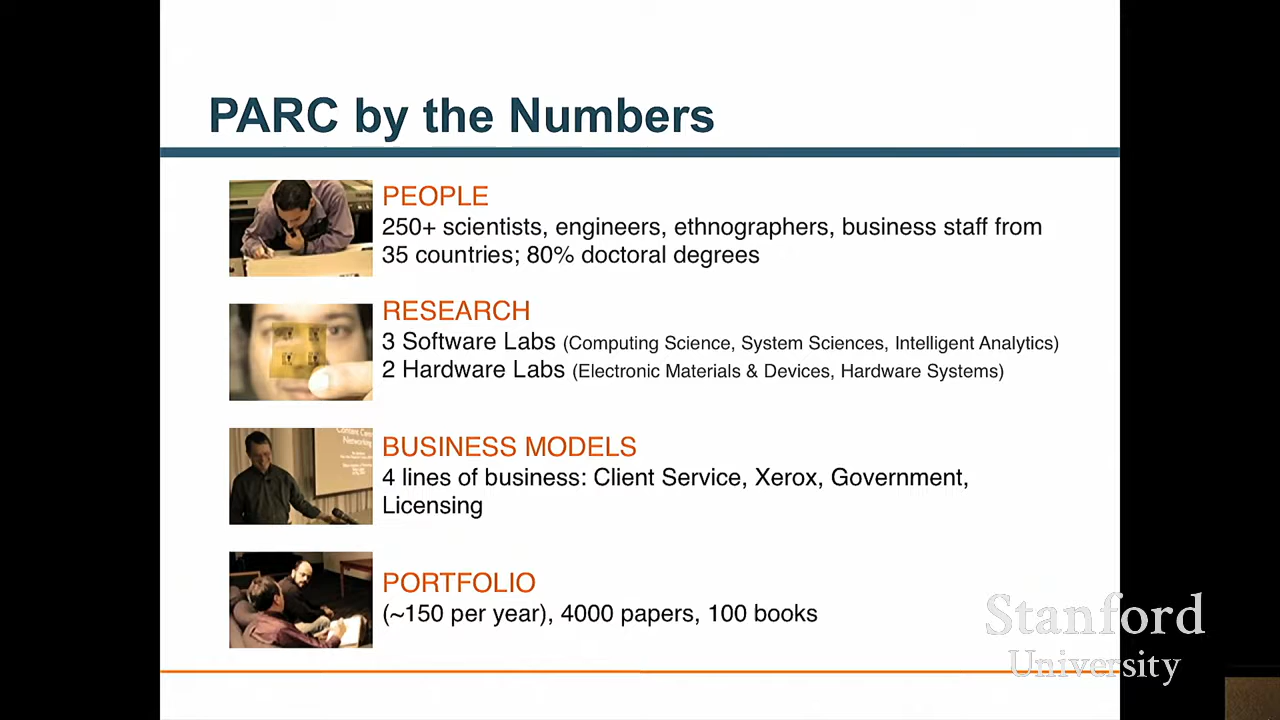 PARC by the Numbers
PEOPLE
250+ scientists, engineers, ethnographers, business staff from
35 countries; 80% doctoral degrees
RESEARCH
3 Software Labs (Computing Science, System Sciences, Intelligent Analytics)
2 Hardware Labs (Electronic Materials & Devices, Hardware Systems)
Networking
BUSINESS MODELS
4 lines of business: Client Service, Xerox, Government,
Licensing
PORTFOLIO
(~150 per year), 4000 papers, 100 books
Stanford
University